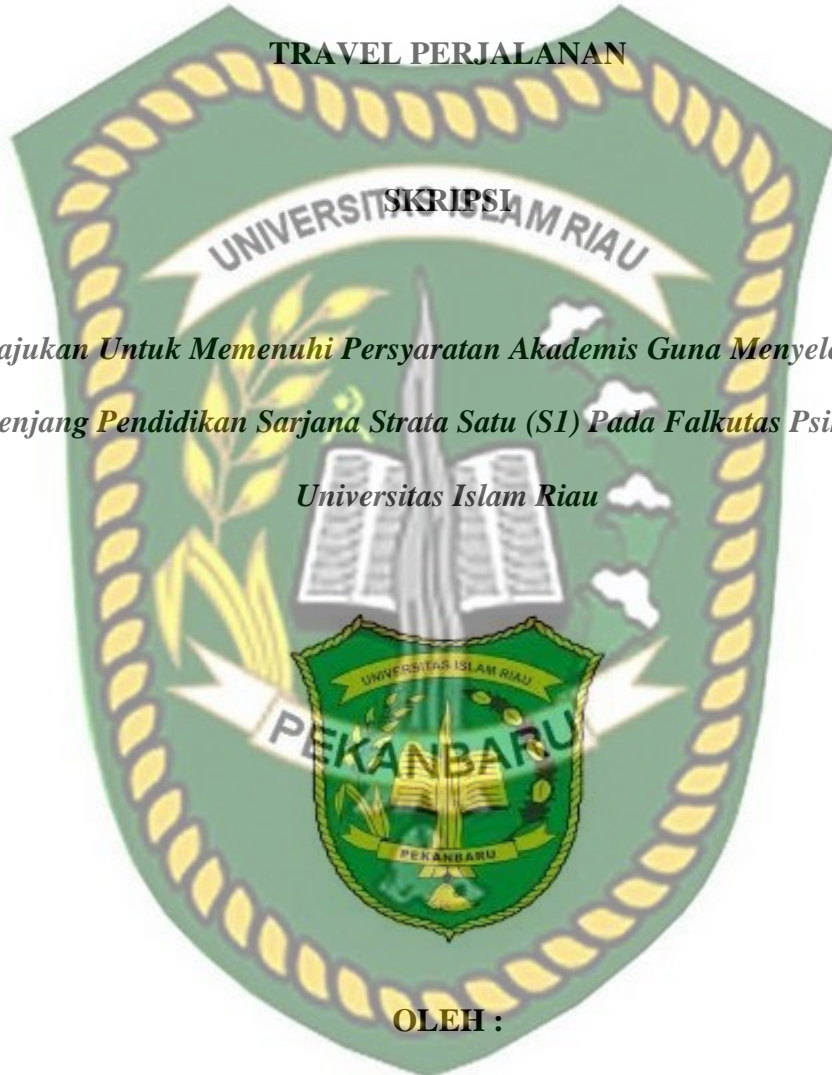 TRAVEL PERJALANAN
SKRIPSI
UNIVERSITAS ISLAM RIAU
ajukan Untuk Memenuhi Persyaratan Akademis Guna Menyela
enjang Pendidikan Sarjana Strata Satu (S1) Pada Falkutas Psi
Universitas Islam Riau
UNIVERSITAS ISLAM RIAU
PEKANBARU
PEKANBARU
OLEH :